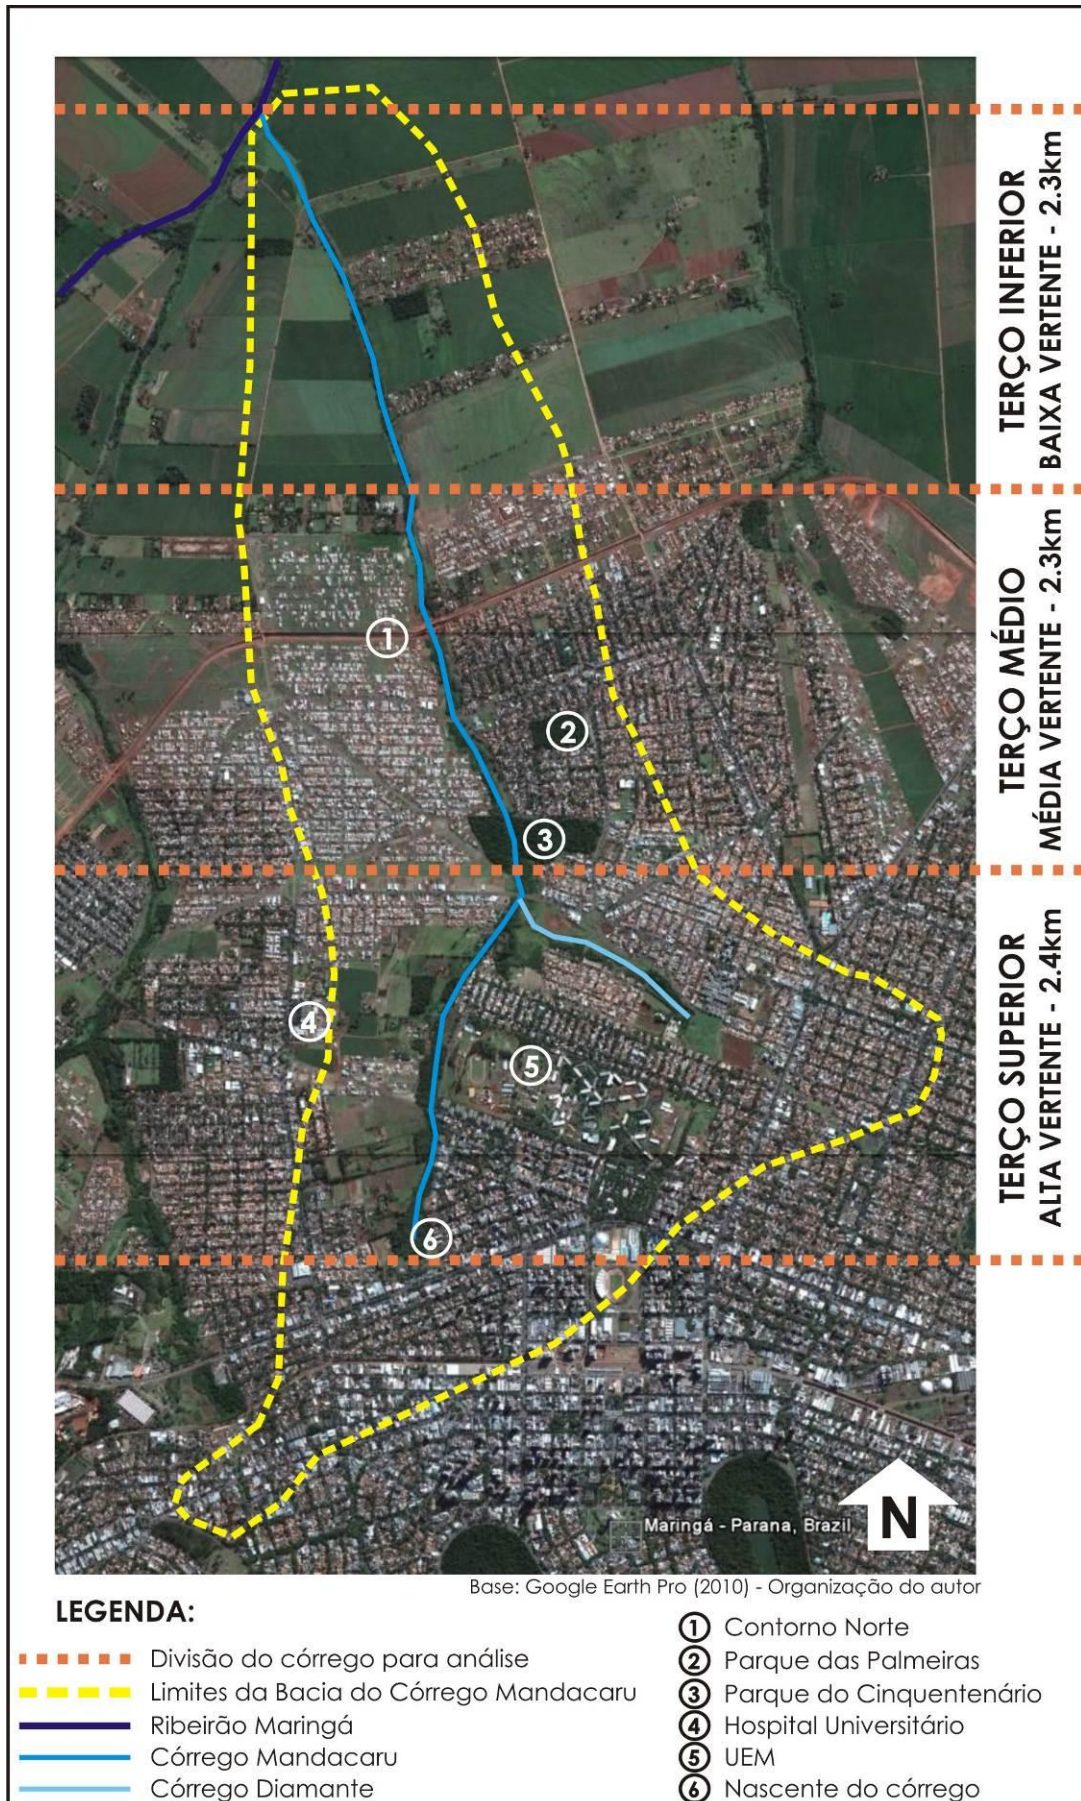 TERÇO INFERIOR
BAIXA VERTENTE - 2.3km
TERÇO MÉDIO
MÉDIA VERTENTE - 2.3km
TERÇO SUPERIOR
ALTA VERTENTE - 2.4km
1
2
3
4
5
6
Maringá - Parana, Brazil
N
Base: Google Earth Pro (2010) - Organização do autor
LEGENDA:
Divisão do córrego para análise
Limites da Bacia do Córrego Mandacaru
Ribeirão Maringá
Córrego Mandacaru
Córrego Diamante
1 Contorno Norte
2 Parque das Palmeiras
3 Parque do Cinquentenário
4 Hospital Universitário
5 UEM
6 Nascente do córrego